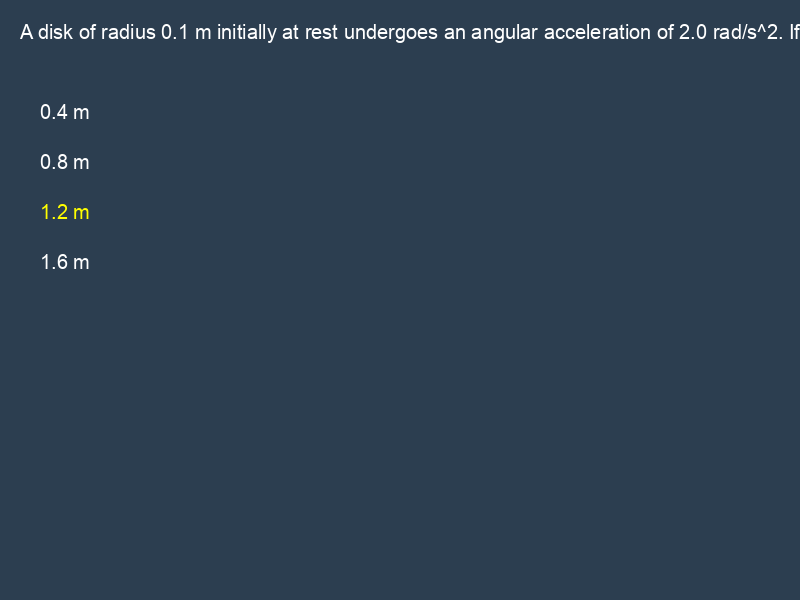 A disk of radius 0.1 m initially at rest undergoes an angular acceleration of 2.0 rad/s^2. If
0.4 m
0.8 m
1.2 m
1.6 m